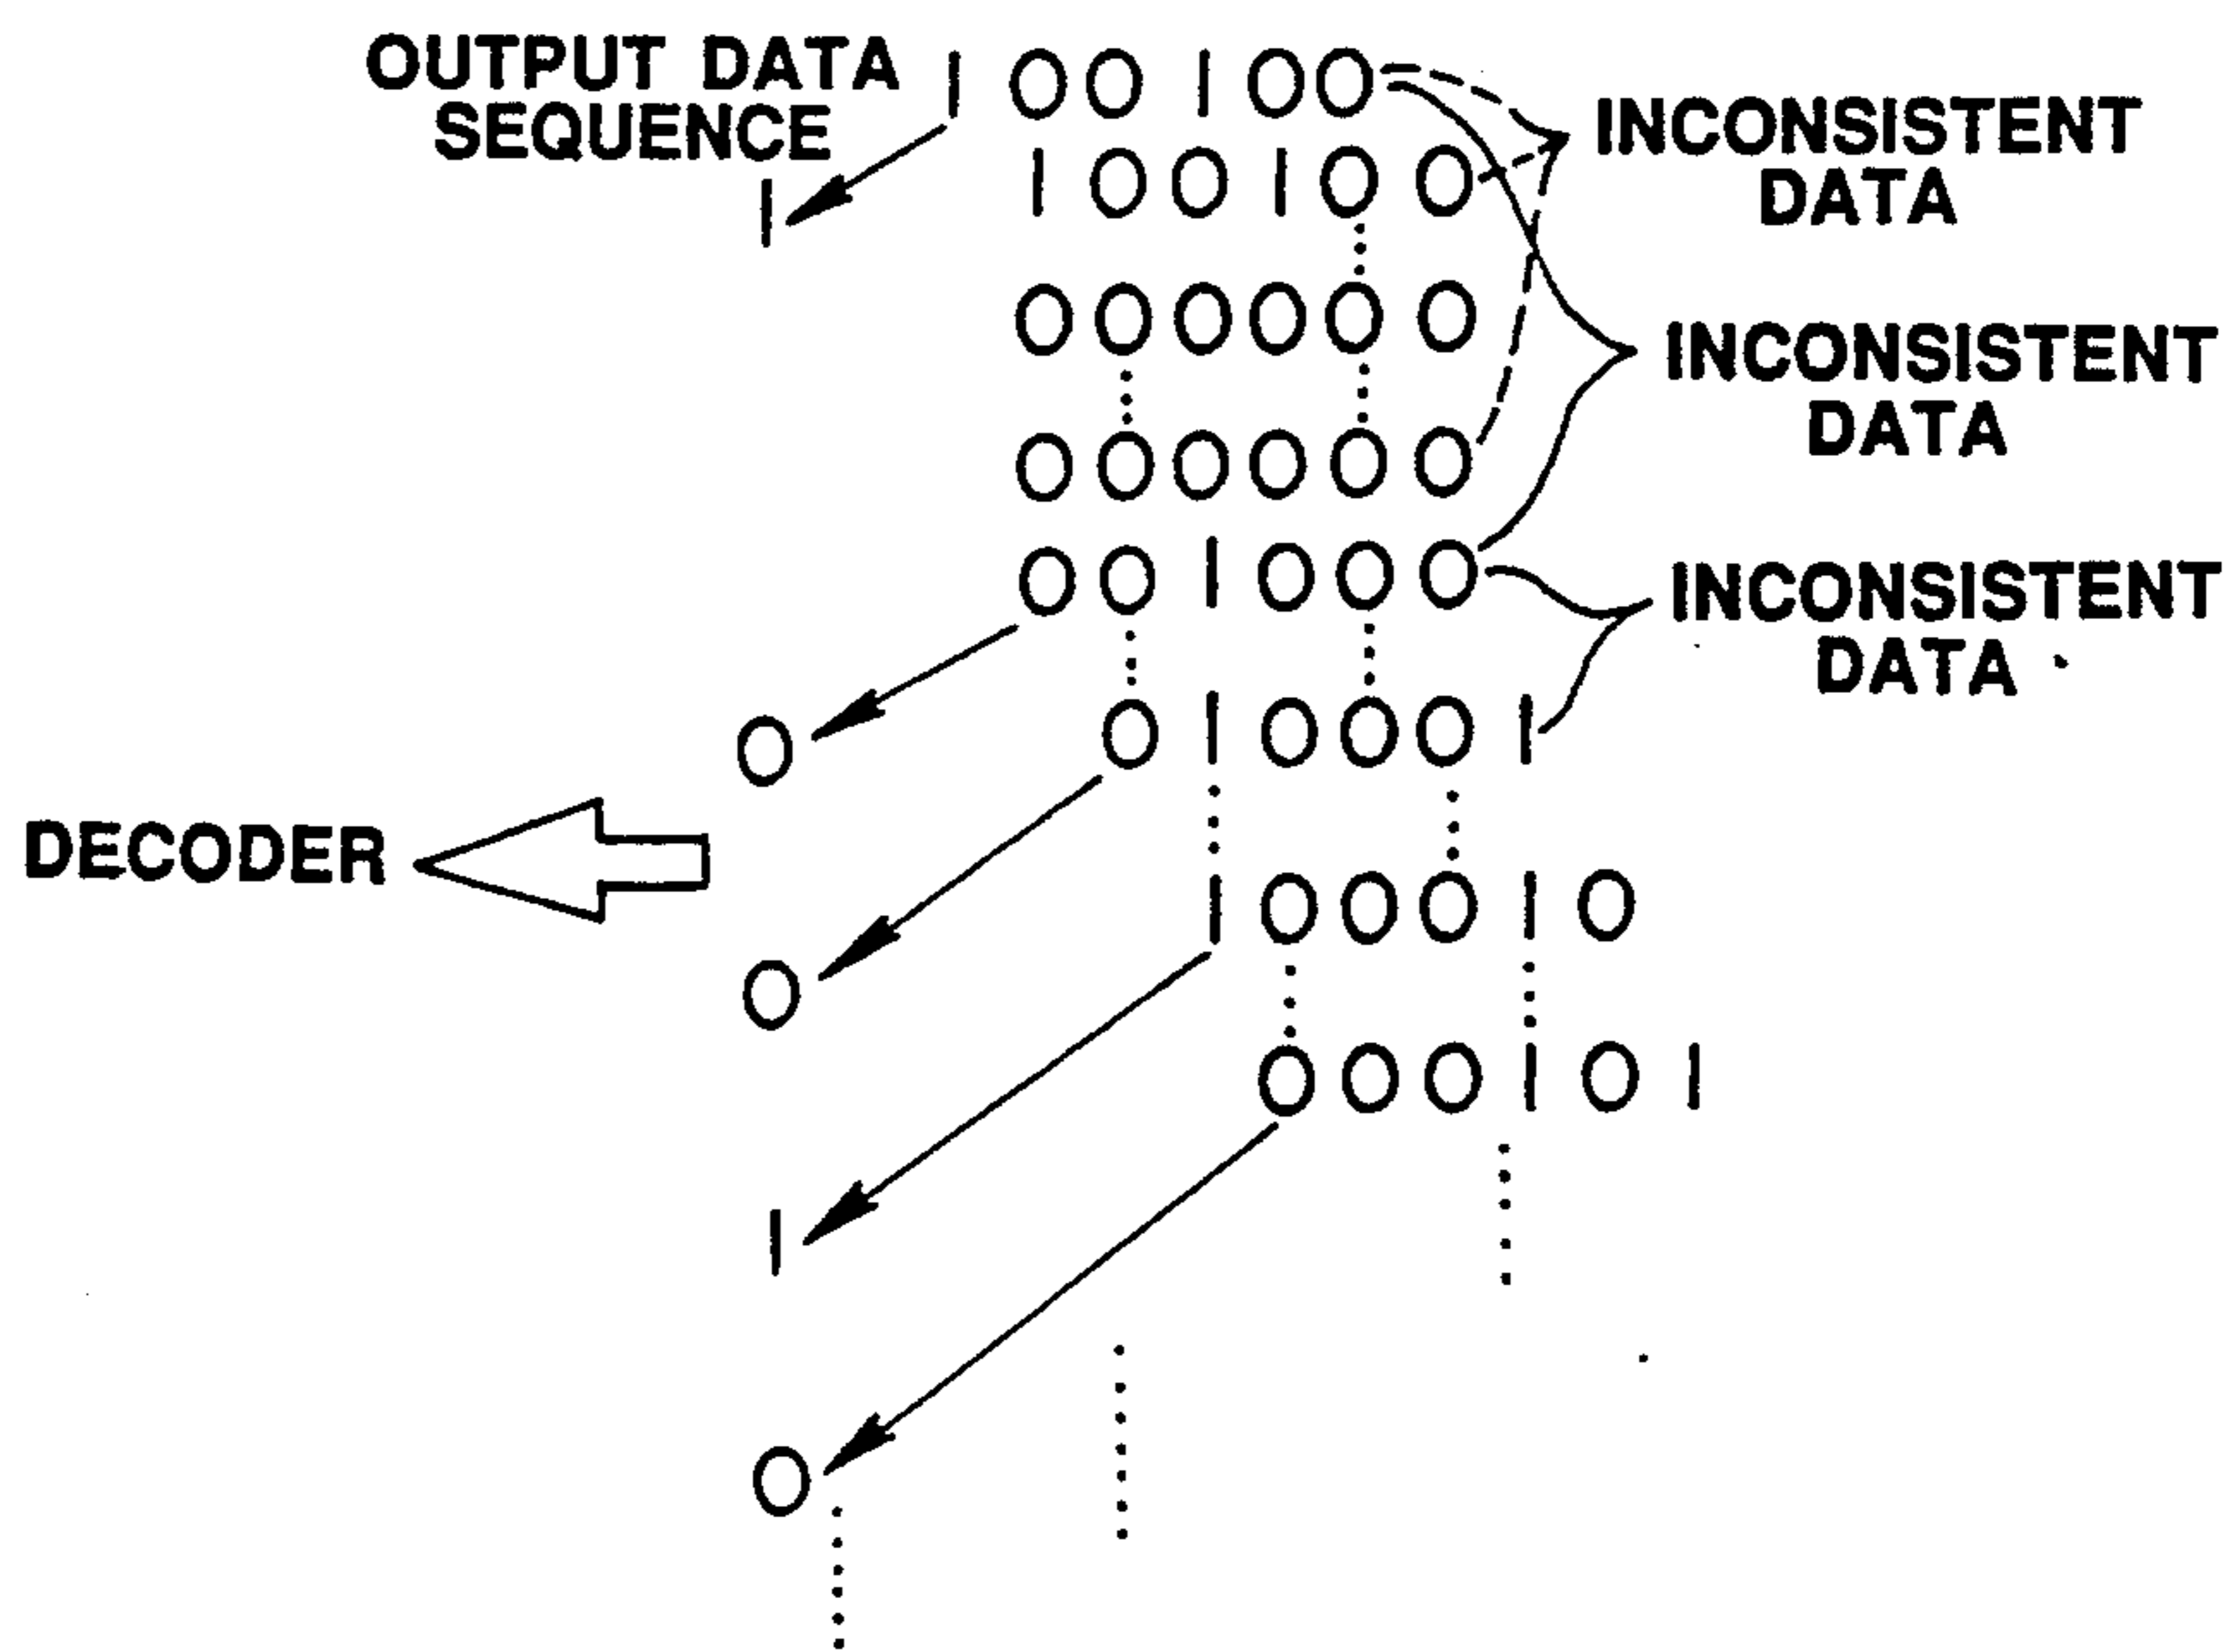 OUTPUT DATA
SEQUENCE
1 0 0 1 0 0
INCONSISTENT
DATA
1 0 0 1 0 0
1
0 0 0 0 0 0
INCONSISTENT
DATA
0 0 0 0 0 0
0 0 1 0 0 0
INCONSISTENT
DATA
0
0 1 0 0 0 1
DECODER
1 0 0 0 1 0
0
0 0 0 1 0 1
1
0